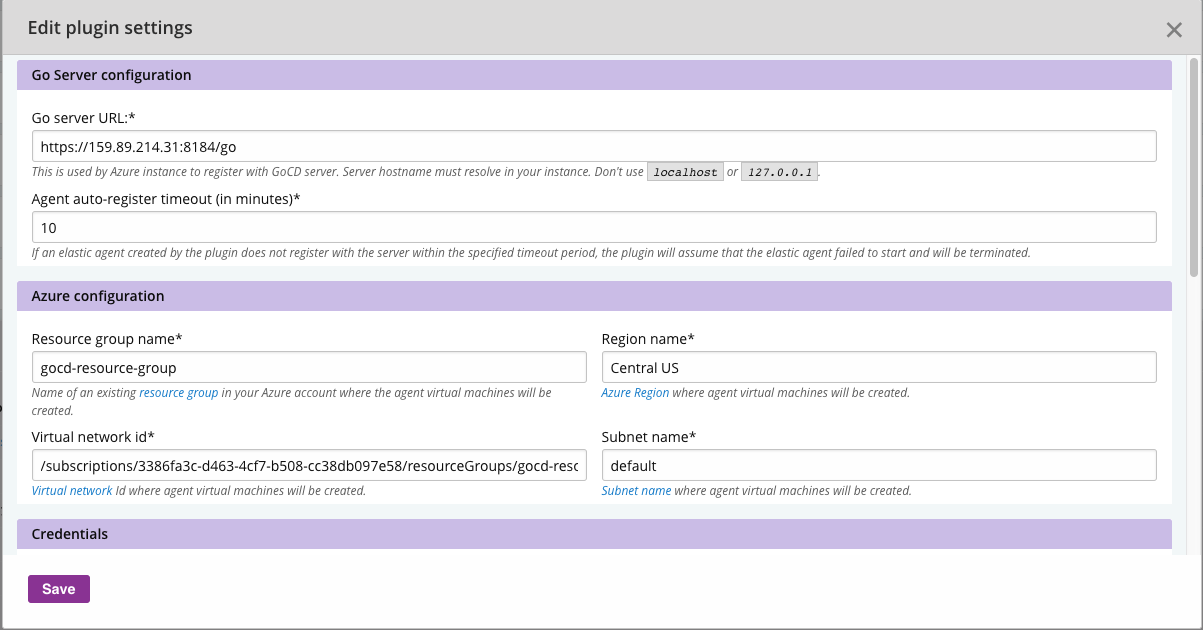 Edit plugin settings
Go Server configuration
Go server URL:*
https://159.89.214.31:8184/go
This is used by Azure instance to register with GoCD server. Server hostname must resolve in your instance. Don't use localhost or 127.0.0.1.
Agent auto-register timeout (in minutes)*
10
If an elastic agent created by the plugin does not register with the server within the specified timeout period, the plugin will assume that the elastic agent failed to start and will be terminated.
Azure configuration
Resource group name*
gocd-resource-group
Name of an existing resource group in your Azure account where the agent virtual machines will be
created.
Region name*
Central US
Azure Region where agent virtual machines will be created.
Virtual network id*
/subscriptions/3386fa3c-d463-4cf7-b508-cc38db097e58/resourceGroups/gocd-resc
Virtual network Id where agent virtual machines will be created.
Subnet name*
default
Subnet name where agent virtual machines will be created.
Credentials
Save